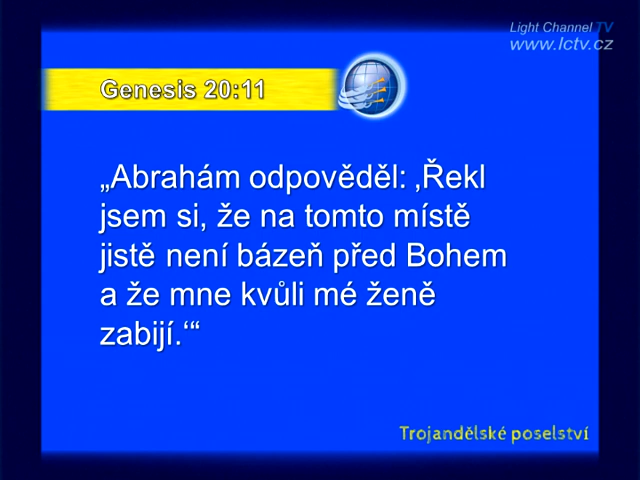 Light Channel TV
www.lctv.cz
Genesis 20:11
„Abrahám odpověděl: ‚Řekl
jsem si, že na tomto místě
jistě není bázeň před Bohem
a že mne kvůli mé ženě
zabijí.‘“
Trojandělské poselství